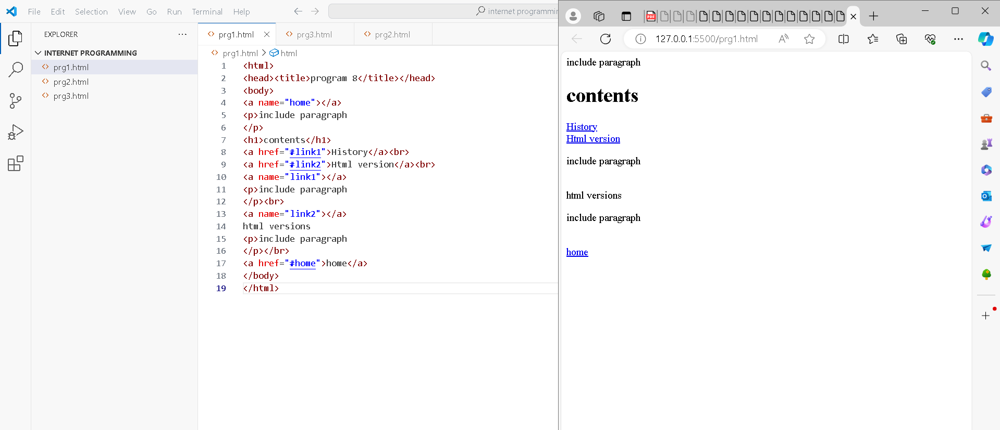 File Edit Selection View Go Run Terminal Help
internet programmin
EXPLORER
INTERNET PROGRAMMING
prg1.html
prg2.html
prg3.html
prg1.html prg3.html prg2.html
prg1.html > html
1 <html>
2 <head><title>program 8</title></head>
3 <body>
4 <a name="home"></a>
5 <p>include paragraph
6 </p>
7 <h1>contents</h1>
8 <a href="#link1">History</a><br>
9 <a href="#link2">Html version</a><br>
10 <a name="link1"></a>
11 <p>include paragraph
12 </p><br>
13 <a name="link2"></a>
14 html versions
15 <p>include paragraph
16 </p></br>
17 <a href="#home">home</a>
18 </body>
19 </html>
PDF
127.0.0.1:5500/prg1.html
include paragraph
contents
History
Html version
include paragraph
html versions
include paragraph
home